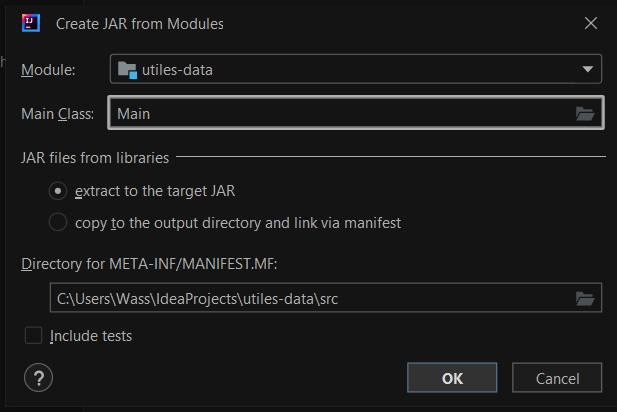 Create JAR from Modules
Module: utiles-data
Main Class: Main
JAR files from libraries
extract to the target JAR
copy to the output directory and link via manifest
Directory for META-INF/MANIFEST.MF:
C:\Users\Wass\IdeaProjects\utiles-data\src
Include tests
? OK Cancel